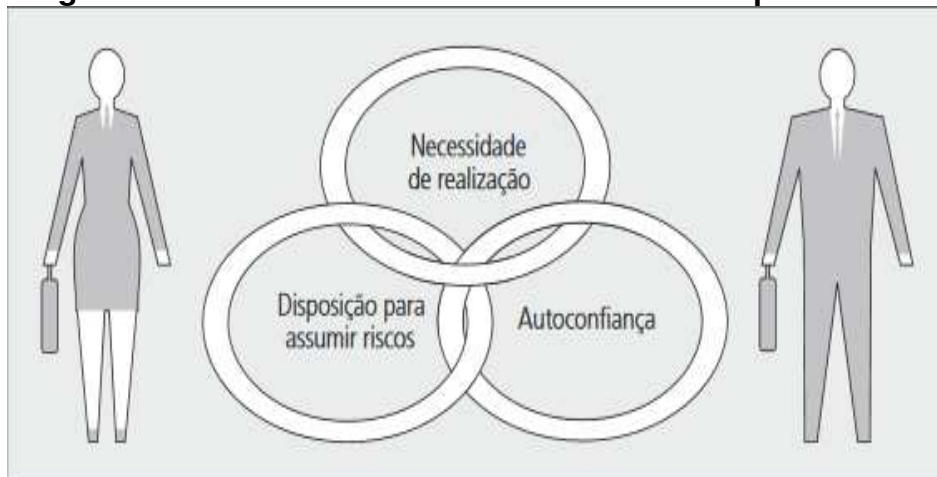 Necessidade
de realização
Disposição para
assumir riscos
Autoconfiança